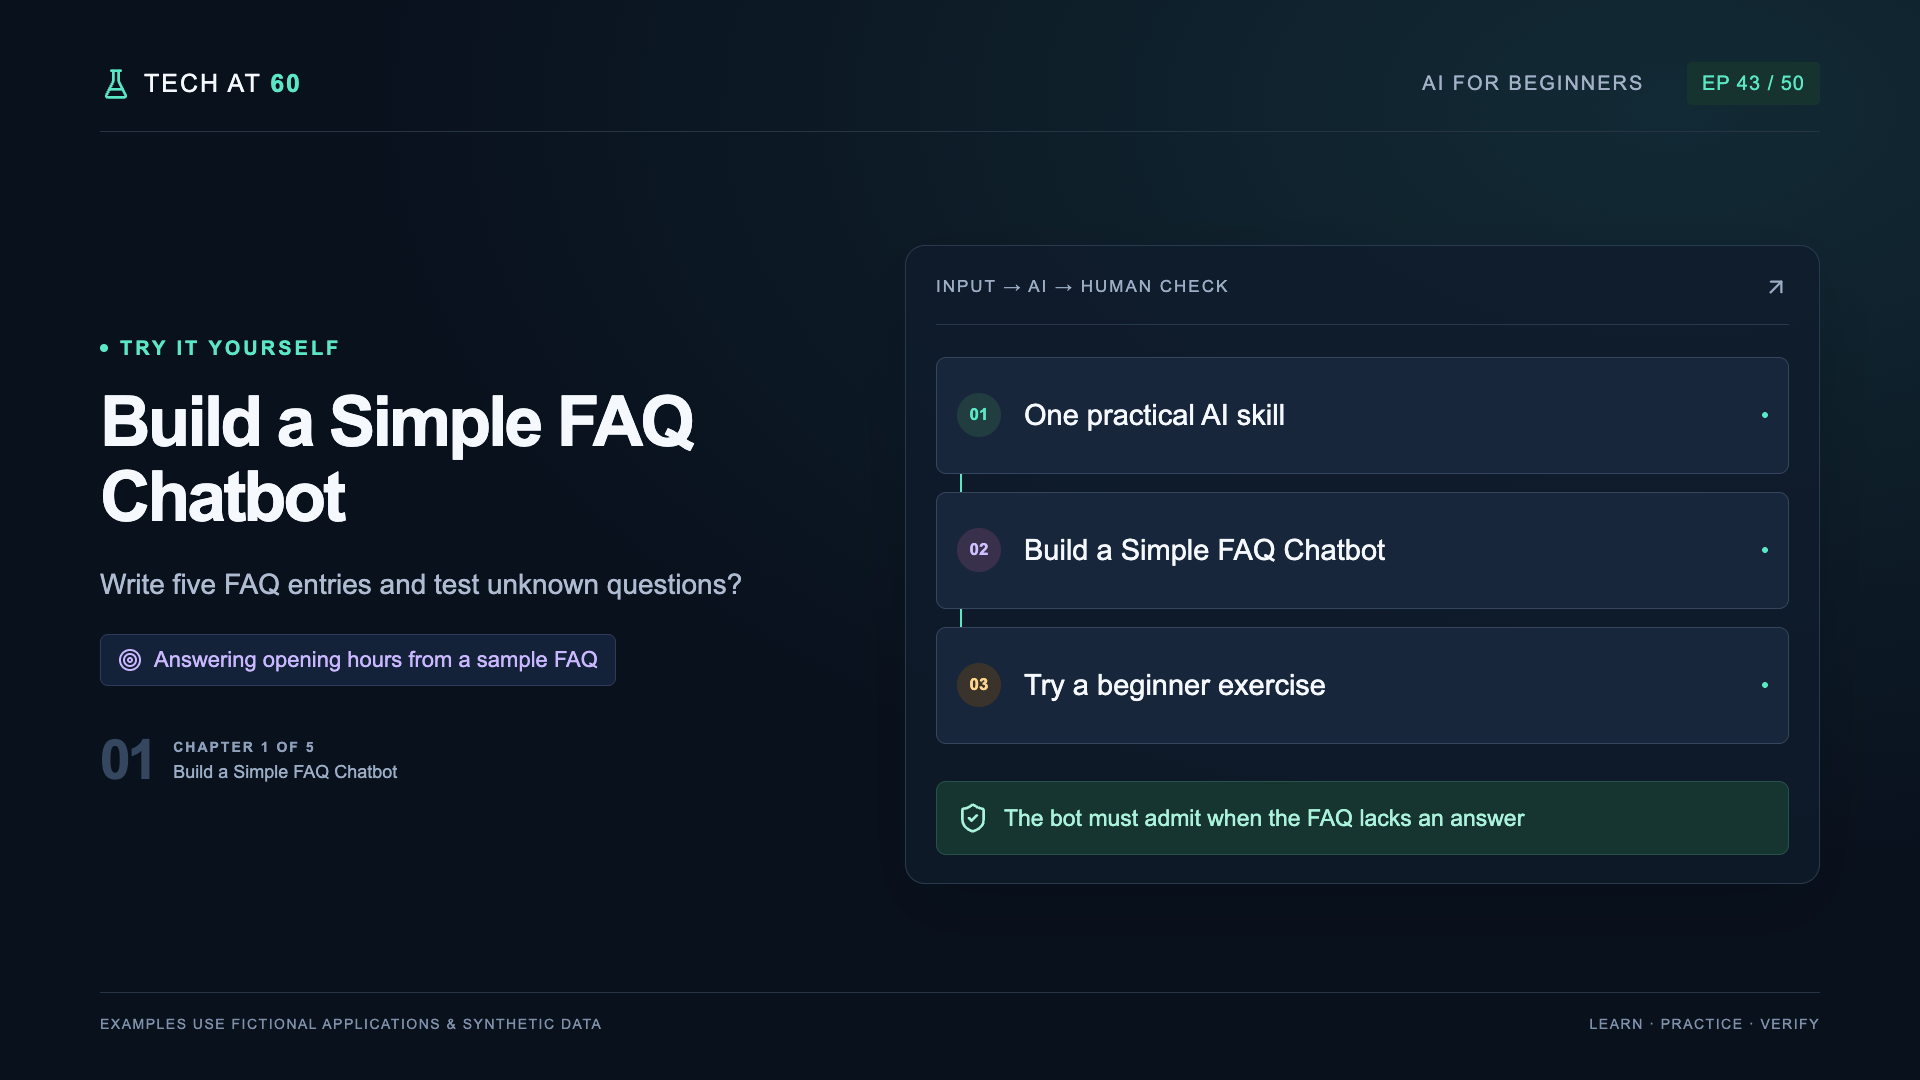 TECH AT 60
AI FOR BEGINNERS
EP 43 / 50
• TRY IT YOURSELF
Build a Simple FAQ
Chatbot
Write five FAQ entries and test unknown questions?
Answering opening hours from a sample FAQ
01
CHAPTER 1 OF 5
Build a Simple FAQ Chatbot
INPUT → AI → HUMAN CHECK
01 One practical AI skill
02 Build a Simple FAQ Chatbot
03 Try a beginner exercise
The bot must admit when the FAQ lacks an answer
EXAMPLES USE FICTIONAL APPLICATIONS & SYNTHETIC DATA
LEARN · PRACTICE · VERIFY